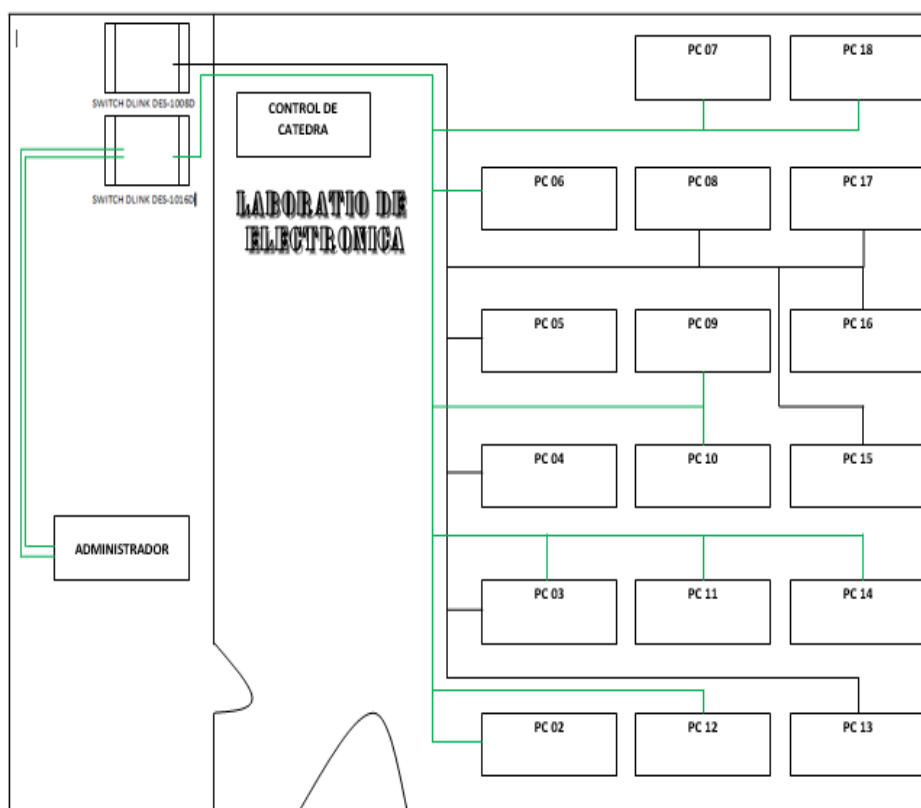 SWITCH DLINK DES-1008D
SWITCH DLINK DES-1016D
CONTROL DE
CATEDRA
LABORATIO DE
ELECTRONICA
ADMINISTRADOR
PC 07
PC 18
PC 06
PC 08
PC 17
PC 05
PC 09
PC 16
PC 04
PC 10
PC 15
PC 03
PC 11
PC 14
PC 02
PC 12
PC 13